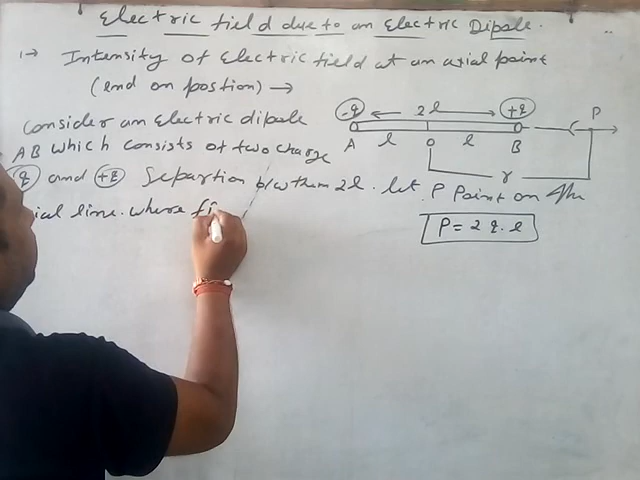 Electric field due to an Electric Dipole.
1→ Intensity of Electric field at an axial point
(end on postion) →
Consider an Electric dipole
AB which consists of two charge
q and +q Separtion b/w them 2l. let P Point on the
ial line. where fi
-q 2l +q P
A l o l B
r
P = 2q.l